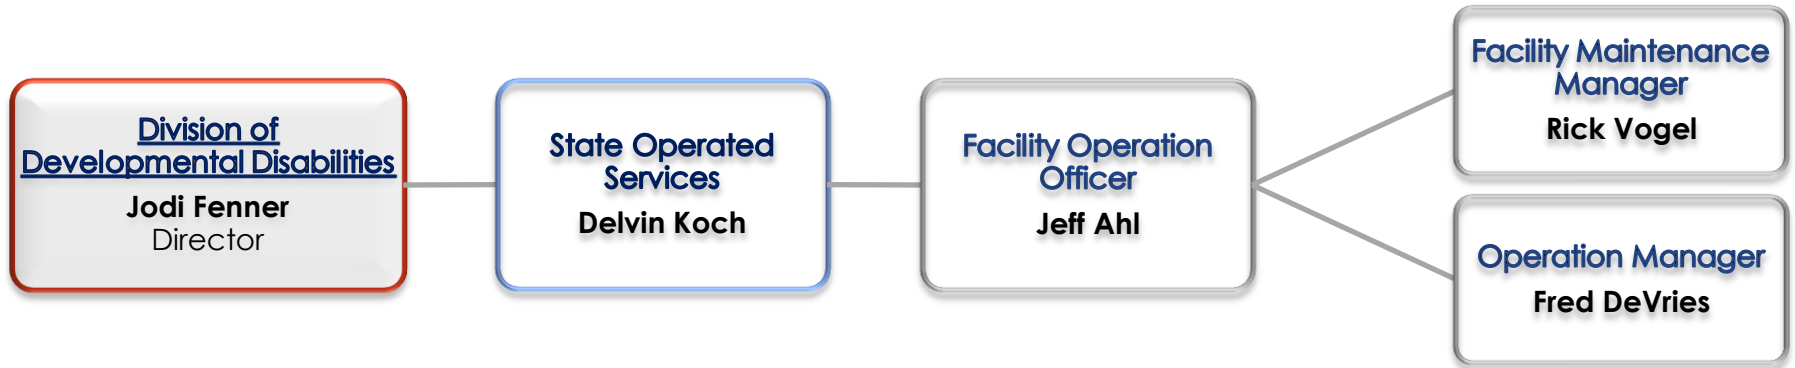 Division of
Developmental Disabilities
Jodi Fenner
Director
State Operated
Services
Delvin Koch
Facility Operation
Officer
Jeff Ahl
Facility Maintenance
Manager
Rick Vogel
Operation Manager
Fred DeVries